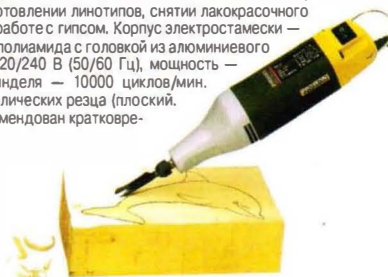 отовлении линотипов, снятии лакокрасочного
работе с гипсом. Корпус электростамески —
полиамида с головкой из алюминиевого
20/240 В (50/60 Гц), мощность —
инделя — 10000 циклов/мин.
лических резца (плоский.
мендован кратковре-